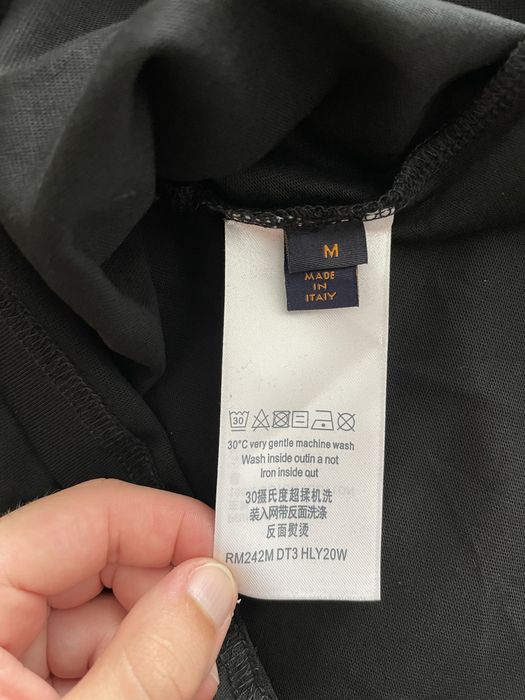 M
MADE
IN
ITALY
30
30°C very gentle machine wash
Wash inside outin a not
Iron inside out
30摄氏度超揉机洗
装入网带反面洗涤
反面熨烫
RM242M DT3 HLY20W